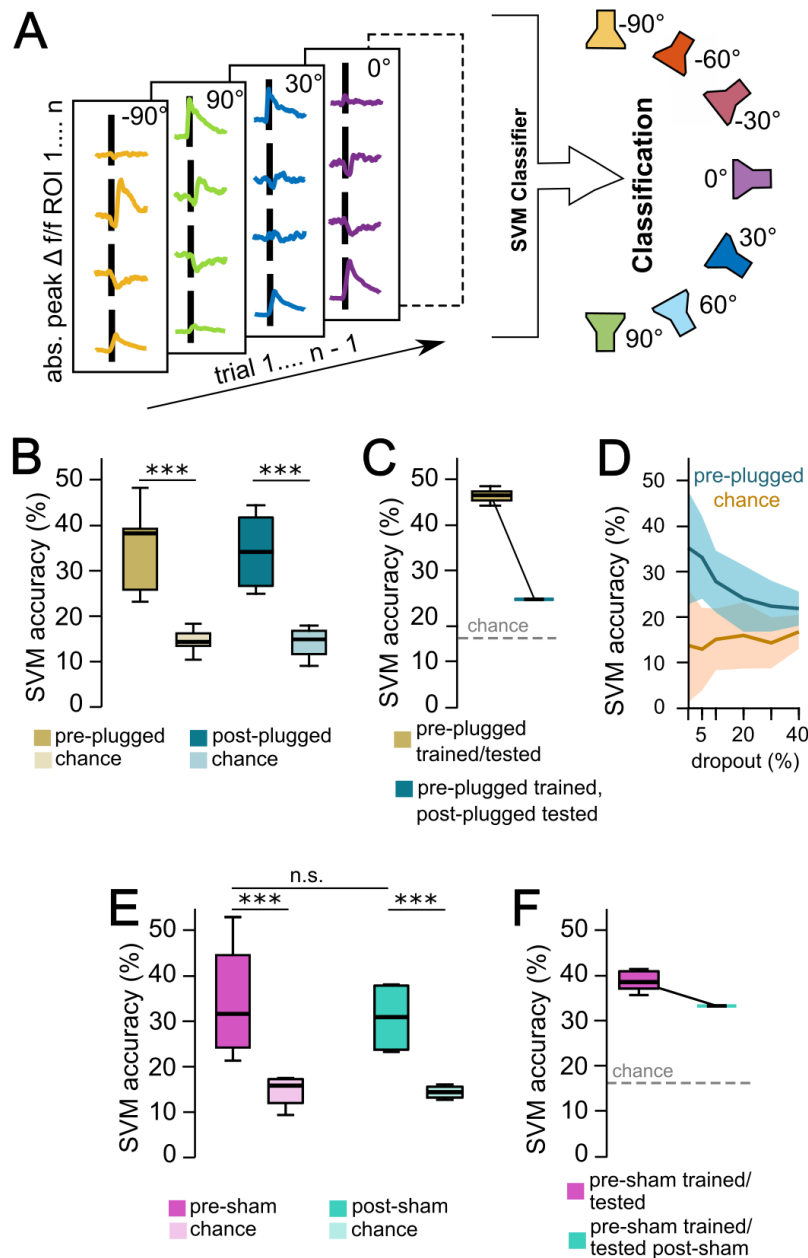 A
abs. peak Δ f/f ROI 1.... n
-90°
90°
30°
0°
trial 1.... n - 1
SVM Classifier
Classification
-90°
-60°
-30°
0°
30°
60°
90°
B
SVM accuracy (%)
50
40
30
20
10
0
***
***
pre-plugged
chance
post-plugged
chance
C
SVM accuracy (%)
50
40
30
20
10
0
chance
pre-plugged
trained/tested
pre-plugged trained,
post-plugged tested
D
SVM accuracy (%)
50
40
30
20
10
0
pre-plugged
chance
5
10
20
40
dropout (%)
E
SVM accuracy (%)
50
40
30
20
10
0
n.s.
***
***
pre-sham
chance
post-sham
chance
F
SVM accuracy (%)
50
40
30
20
10
0
chance
pre-sham trained/
tested
pre-sham trained/
tested post-sham